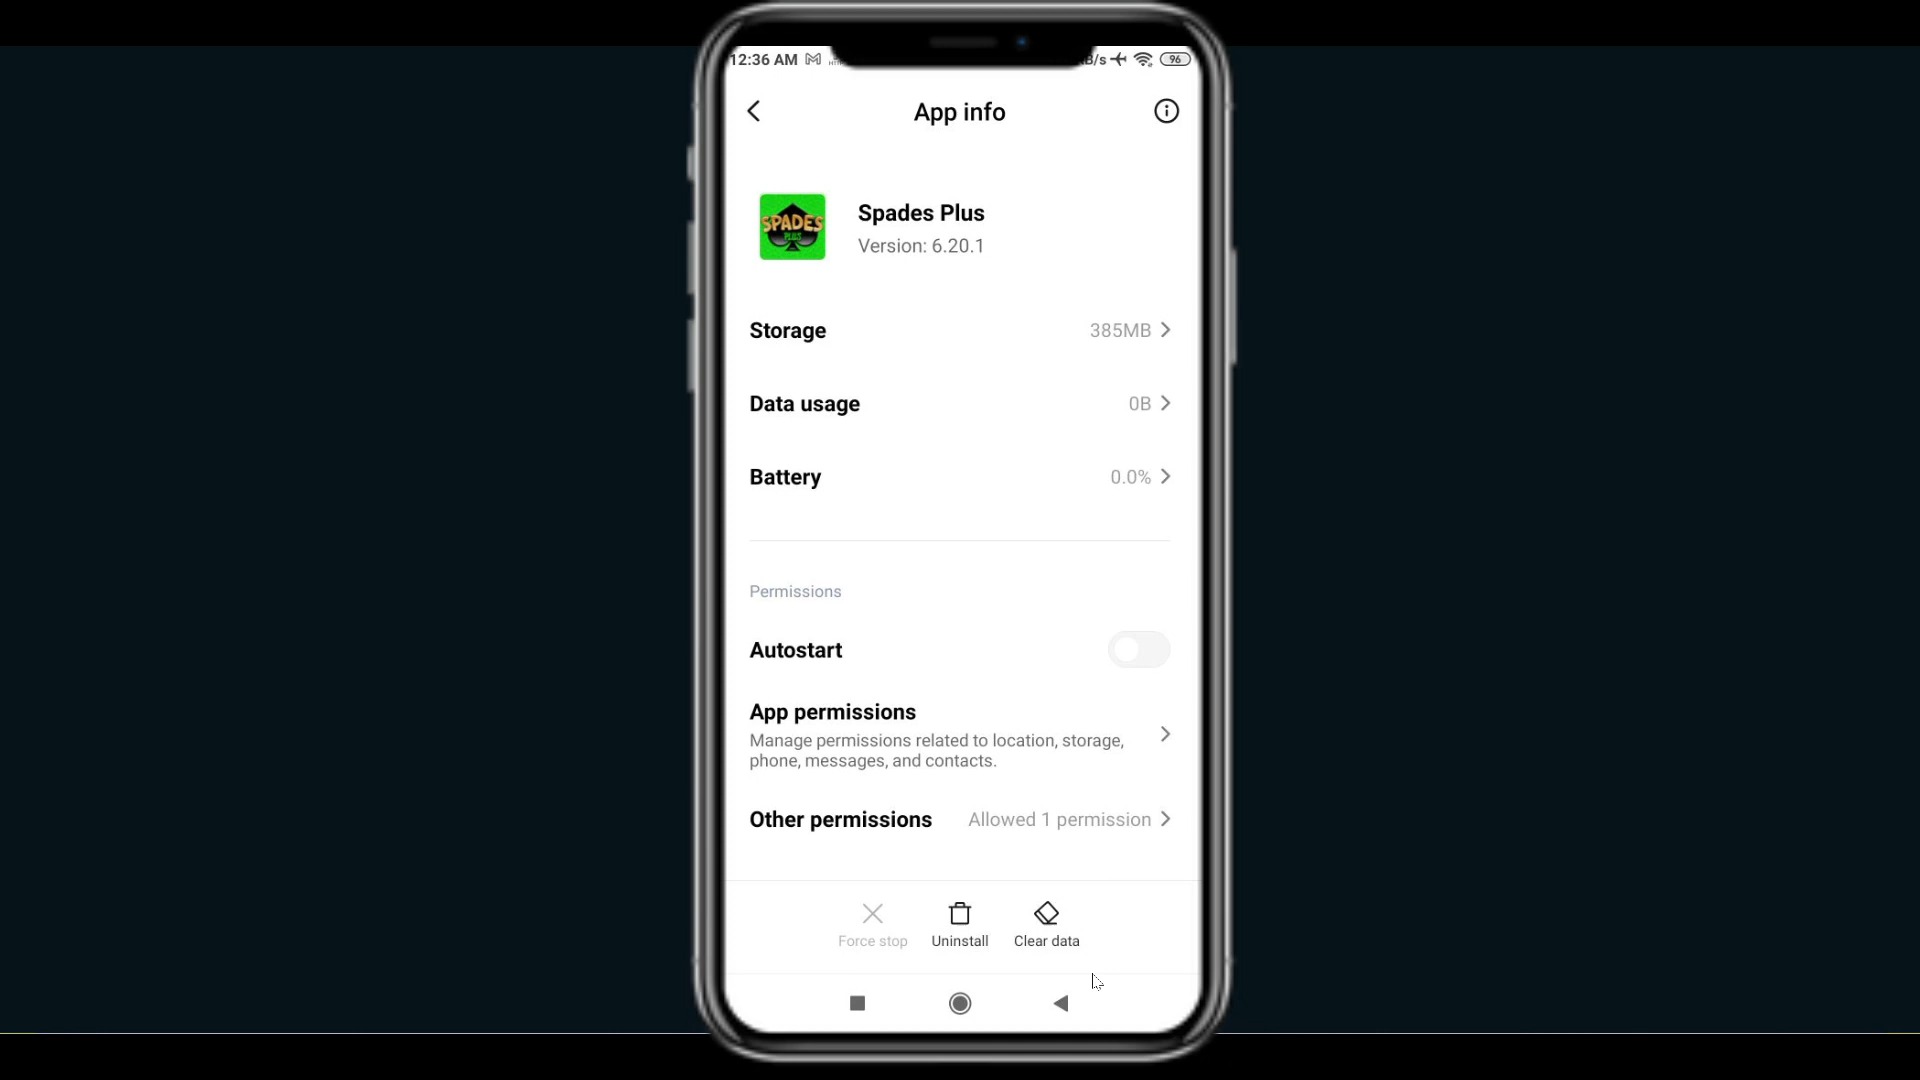 12:36 AM
B/s
96
App info
SPADES
PLUS
Spades Plus
Version: 6.20.1
Storage
385MB
Data usage
0B
Battery
0.0%
Permissions
Autostart
App permissions
Manage permissions related to location, storage,
phone, messages, and contacts.
Other permissions
Allowed 1 permission
Force stop
Uninstall
Clear data